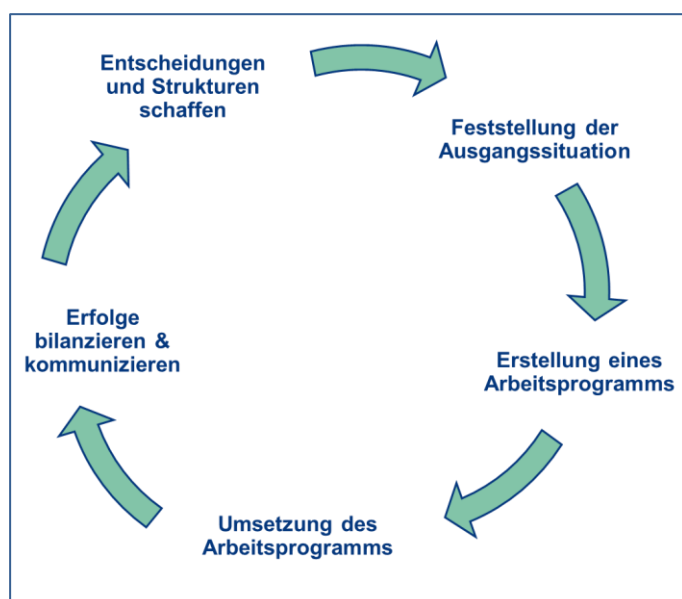 Entscheidungen
und Strukturen
schaffen
Feststellung der
Ausgangssituation
Erstellung eines
Arbeitsprogramms
Umsetzung des
Arbeitsprogramms
Erfolge
bilanzieren &
kommunizieren